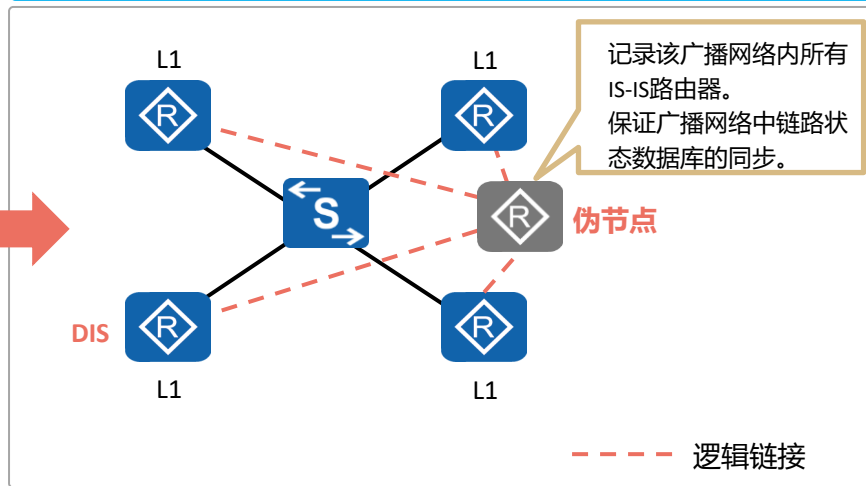 L1
L1
记录该广播网络内所有
IS-IS路由器。
保证广播网络中链路状
态数据库的同步。
R
R
S
R
伪节点
DIS
R
R
L1
L1
逻辑链接